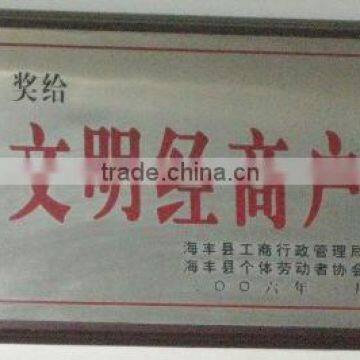 奖给
文明经商户
trade.china.cn
海丰县工商行政管理局
海丰县个体劳动者协会
二〇〇六年 月